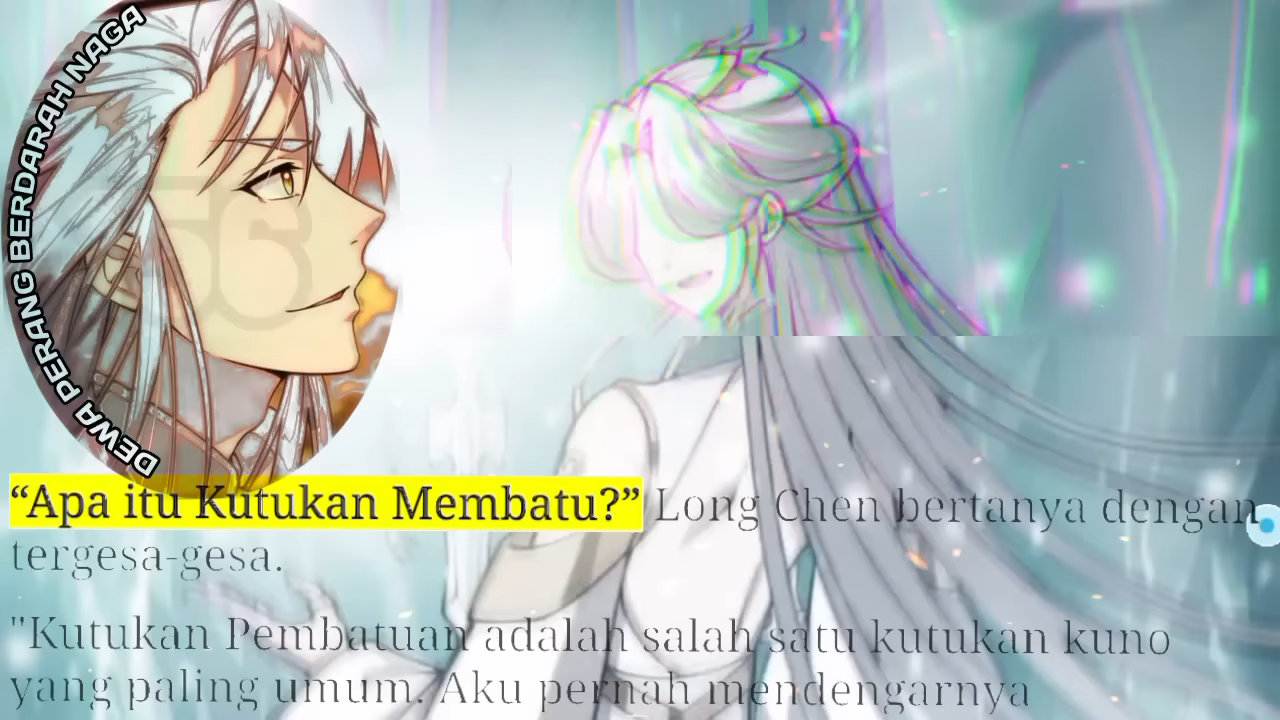 DEWA PERANG BERDARAH NAGA
56
“Apa itu Kutukan Membatu?” Long Chen bertanya dengan
tergesa-gesa.
"Kutukan Pembatuan adalah salah satu kutukan kuno
yang paling umum. Aku pernah mendengarnya